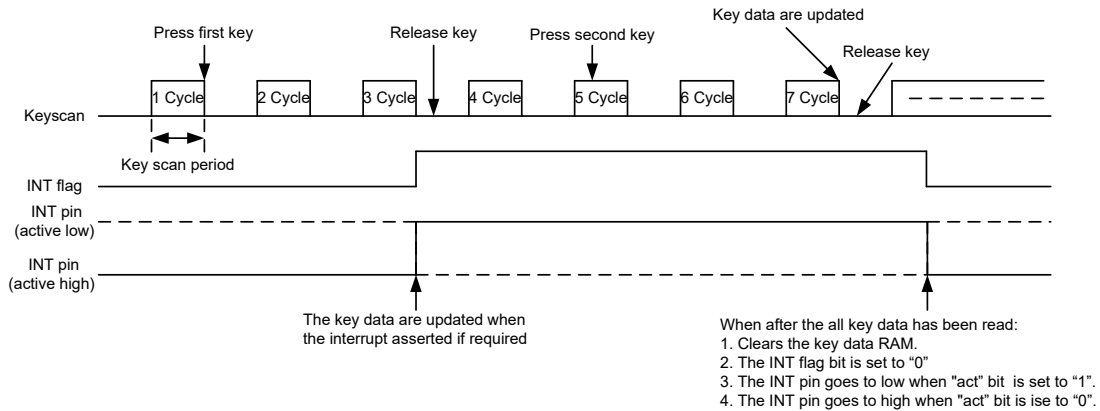 Press first key
Release key
Press second key
Key data are updated
Release key
1 Cycle
2 Cycle
3 Cycle
4 Cycle
5 Cycle
6 Cycle
7 Cycle
Keyscan
Key scan period
INT flag
INT pin
(active low)
INT pin
(active high)
The key data are updated when
the interrupt asserted if required
When after the all key data has been read:
1. Clears the key data RAM.
2. The INT flag bit is set to “0”
3. The INT pin goes to low when "act" bit is set to “1”.
4. The INT pin goes to high when "act" bit is ise to “0”.